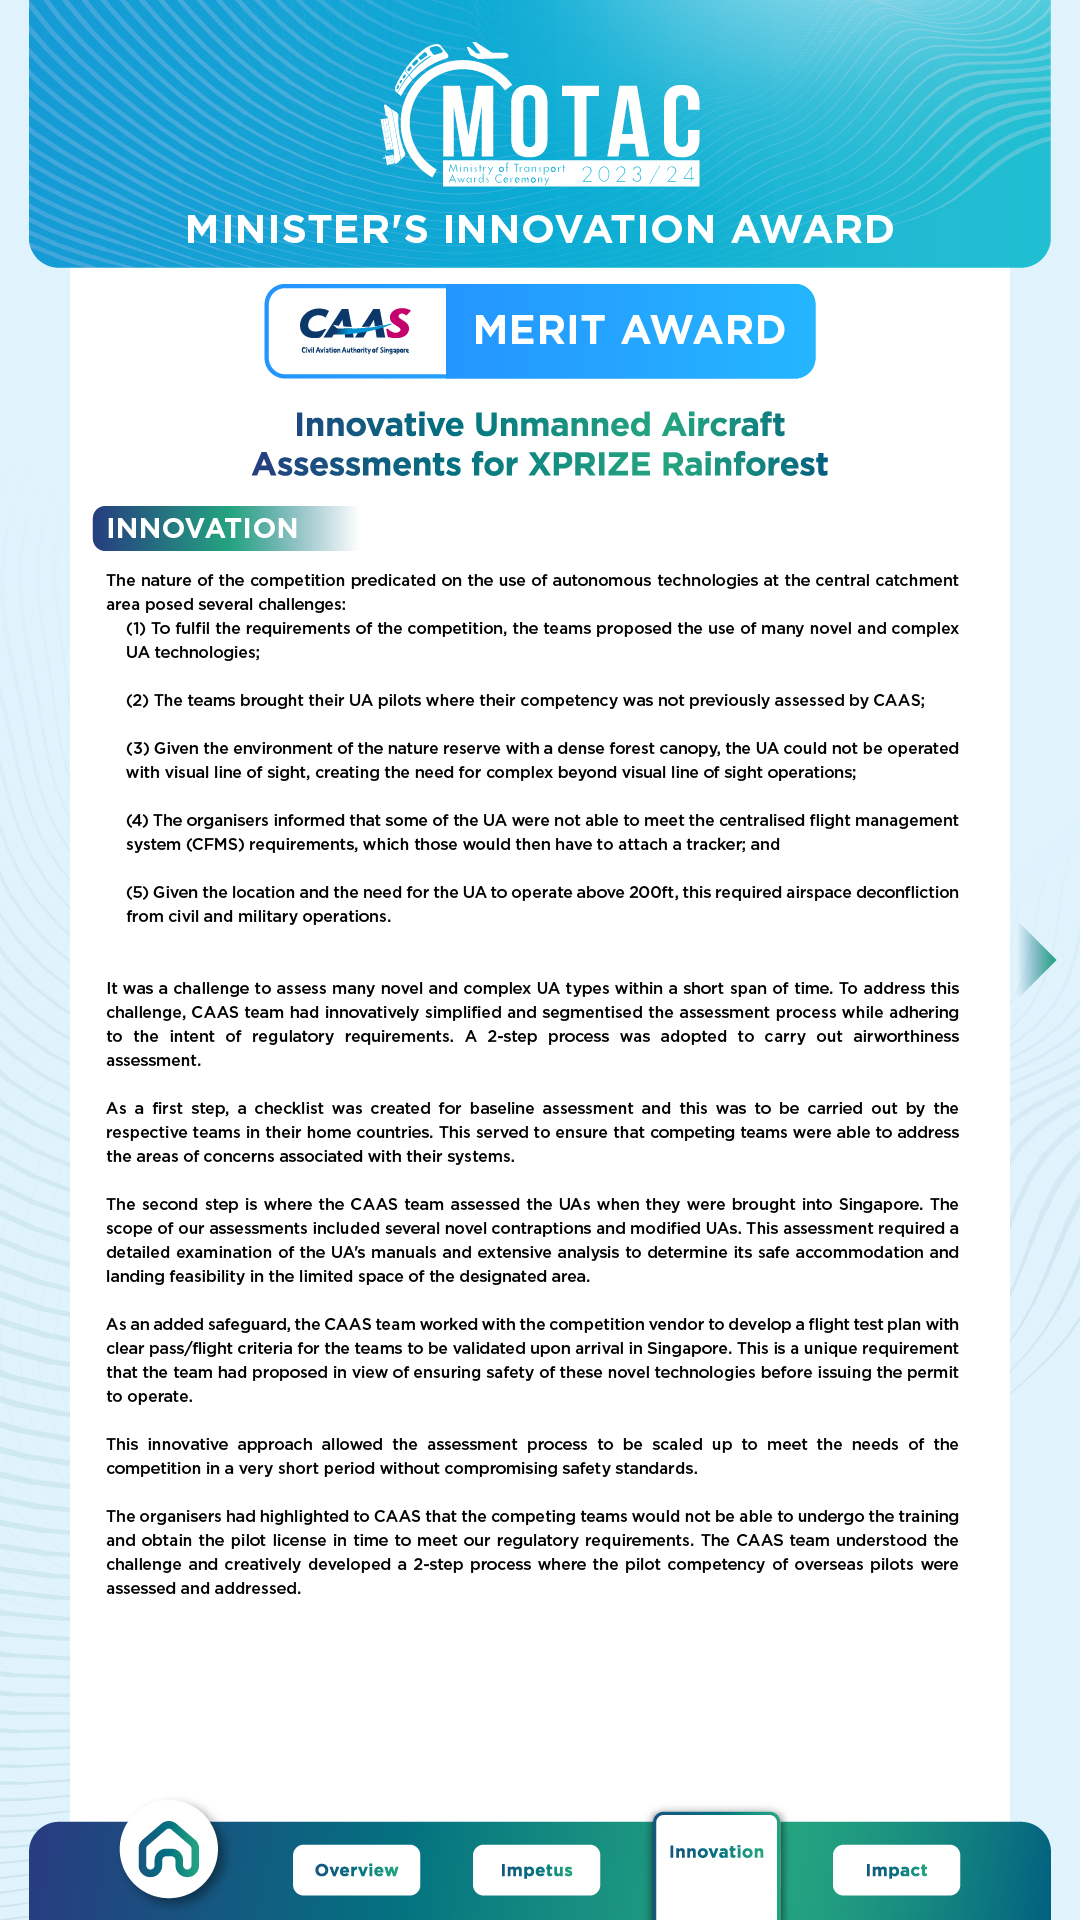 MOTAC
Ministry of Transport
Awards Ceremony 2023/24
MINISTER'S INNOVATION AWARD
CAAS
Civil Aviation Authority of Singapore
MERIT AWARD
Innovative Unmanned Aircraft
Assessments for XPRIZE Rainforest
INNOVATION
The nature of the competition predicated on the use of autonomous technologies at the central catchment
area posed several challenges:
(1) To fulfil the requirements of the competition, the teams proposed the use of many novel and complex
UA technologies;
(2) The teams brought their UA pilots where their competency was not previously assessed by CAAS;
(3) Given the environment of the nature reserve with a dense forest canopy, the UA could not be operated
with visual line of sight, creating the need for complex beyond visual line of sight operations;
(4) The organisers informed that some of the UA were not able to meet the centralised flight management
system (CFMS) requirements, which those would then have to attach a tracker; and
(5) Given the location and the need for the UA to operate above 200ft, this required airspace deconfliction
from civil and military operations.
It was a challenge to assess many novel and complex UA types within a short span of time. To address this
challenge, CAAS team had innovatively simplified and segmentised the assessment process while adhering
to the intent of regulatory requirements. A 2-step process was adopted to carry out airworthiness
assessment.
As a first step, a checklist was created for baseline assessment and this was to be carried out by the
respective teams in their home countries. This served to ensure that competing teams were able to address
the areas of concerns associated with their systems.
The second step is where the CAAS team assessed the UAs when they were brought into Singapore. The
scope of our assessments included several novel contraptions and modified UAs. This assessment required a
detailed examination of the UA's manuals and extensive analysis to determine its safe accommodation and
landing feasibility in the limited space of the designated area.
As an added safeguard, the CAAS team worked with the competition vendor to develop a flight test plan with
clear pass/flight criteria for the teams to be validated upon arrival in Singapore. This is a unique requirement
that the team had proposed in view of ensuring safety of these novel technologies before issuing the permit
to operate.
This innovative approach allowed the assessment process to be scaled up to meet the needs of the
competition in a very short period without compromising safety standards.
The organisers had highlighted to CAAS that the competing teams would not be able to undergo the training
and obtain the pilot license in time to meet our regulatory requirements. The CAAS team understood the
challenge and creatively developed a 2-step process where the pilot competency of overseas pilots were
assessed and addressed.
Overview
Impetus
Innovation
Impact